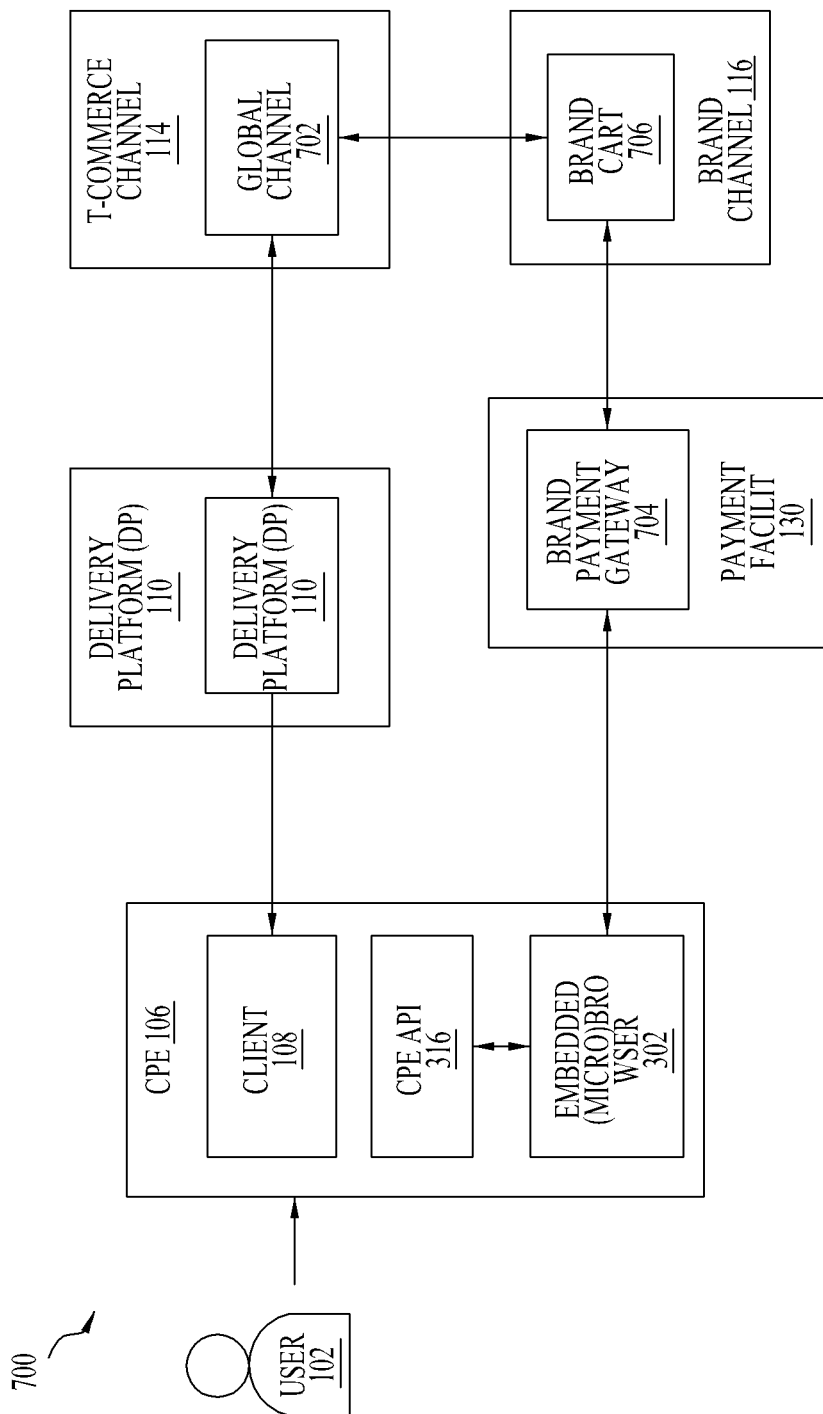 700
USER
102
CPE 106
CLIENT
108
CPE API
316
EMBEDDED
(MICRO)BRO
WSER
302
DELIVERY
PLATFORM (DP)
110
DELIVERY
PLATFORM (DP)
110
T-COMMERCE
CHANNEL
114
GLOBAL
CHANNEL
702
BRAND
PAYMENT
GATEWAY
704
PAYMENT
FACILIT
130
BRAND
CART
706
BRAND
CHANNEL 116